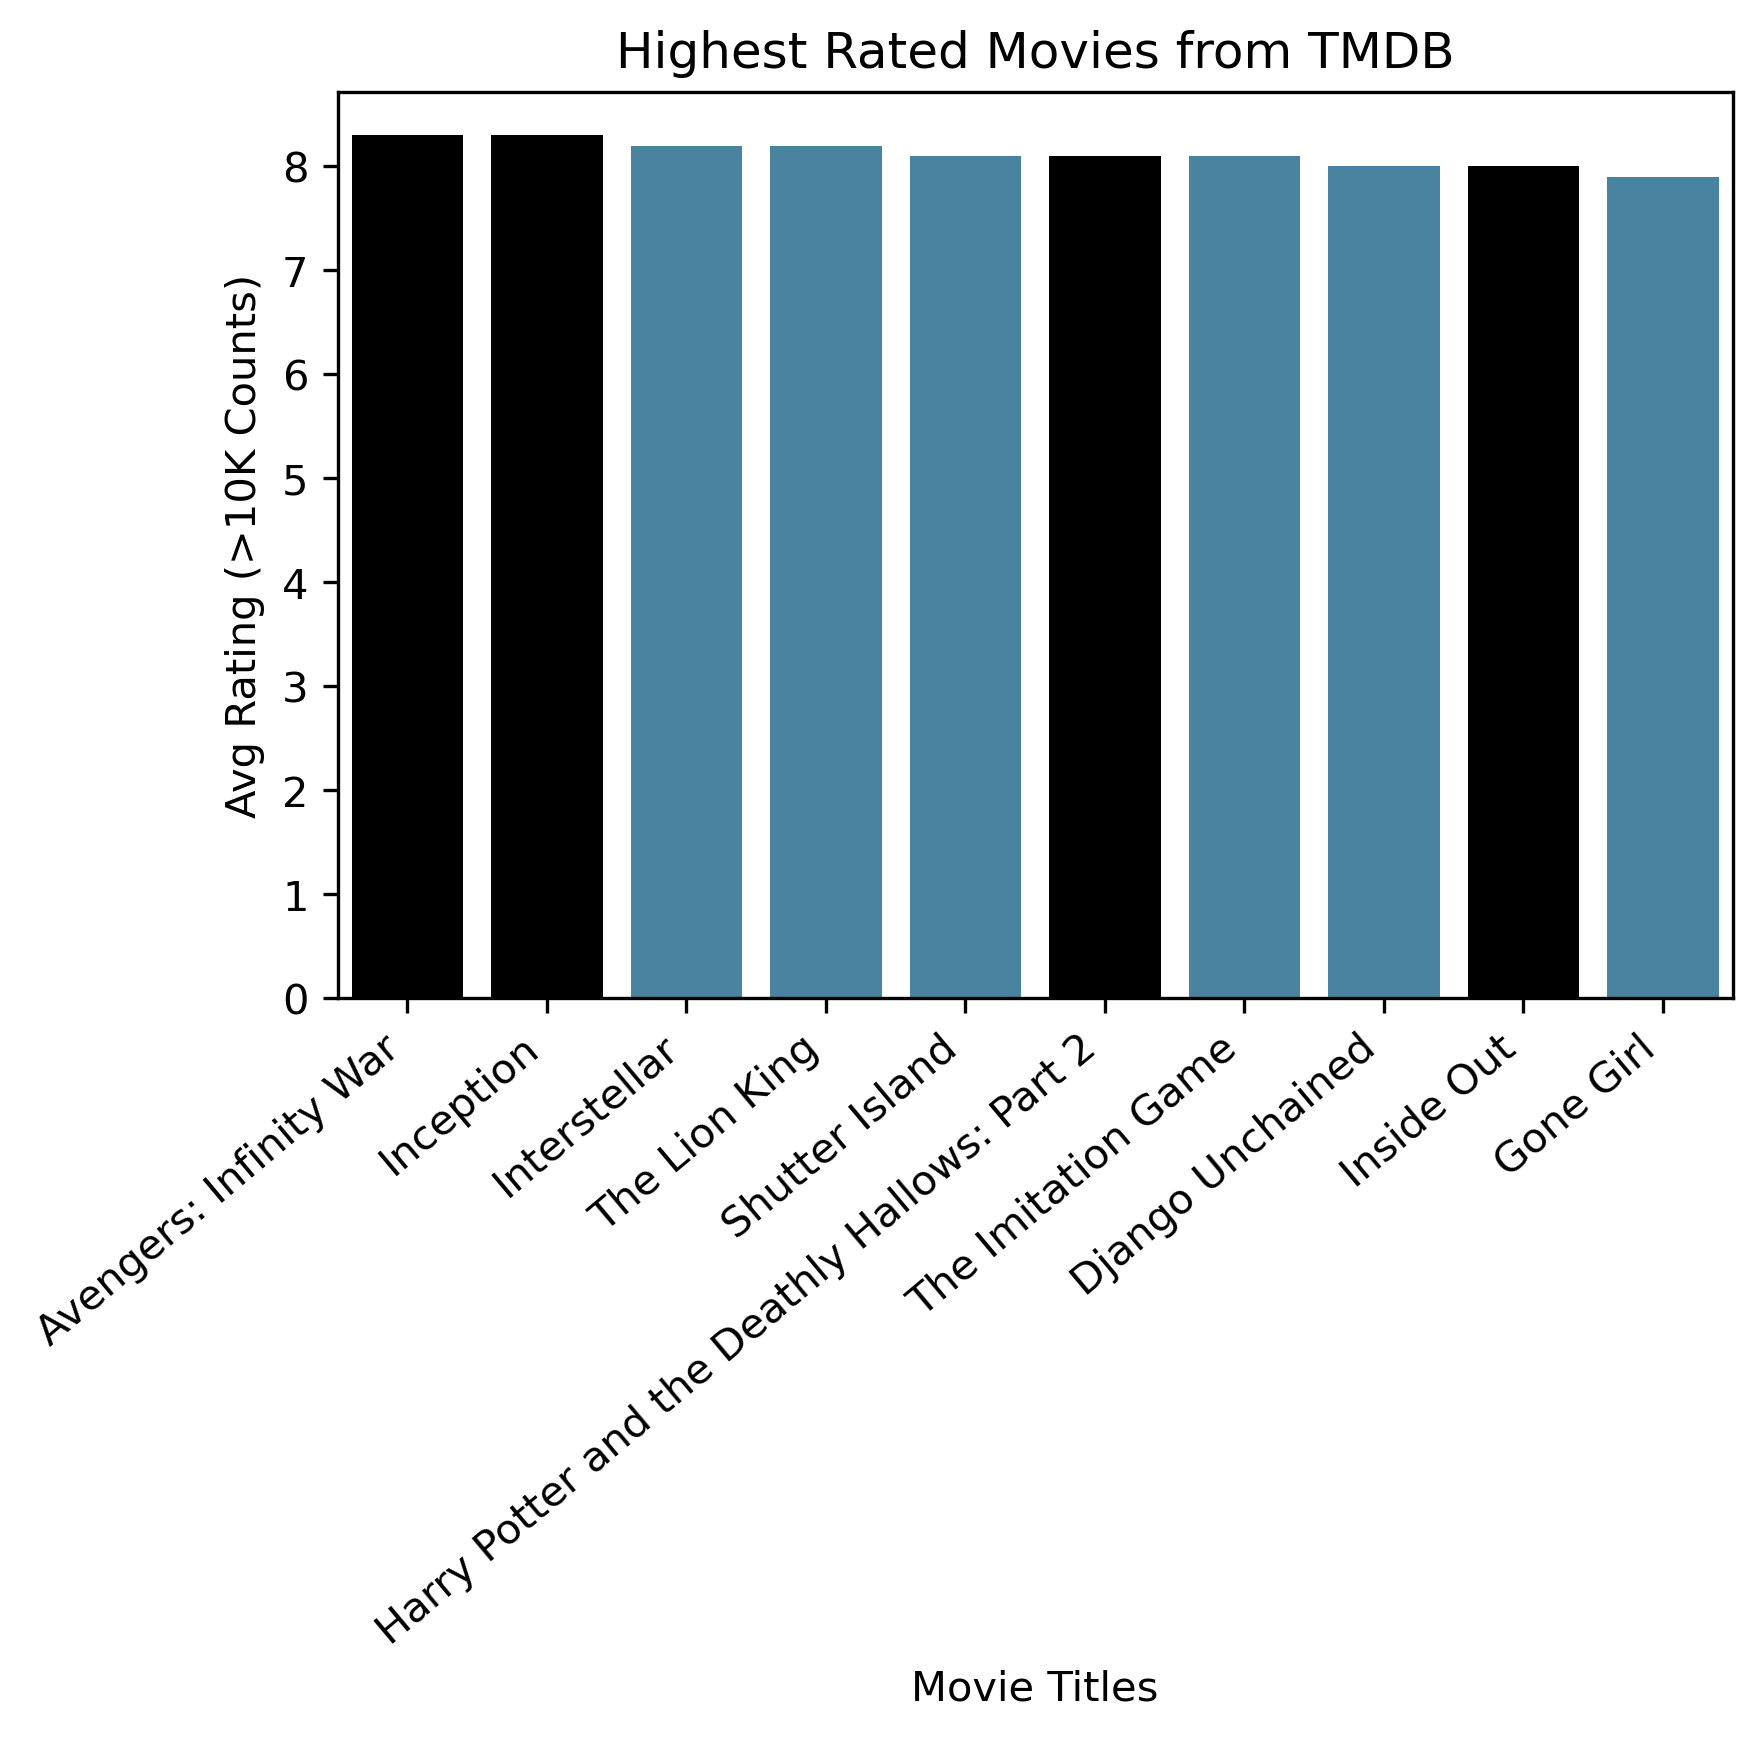 Highest Rated Movies from TMDB
Avg Rating (>10K Counts)
8
7
6
5
4
3
2
1
0
Avengers: Infinity War
Inception
Interstellar
The Lion King
Shutter Island
Harry Potter and the Deathly Hallows: Part 2
The Imitation Game
Django Unchained
Inside Out
Gone Girl
Movie Titles